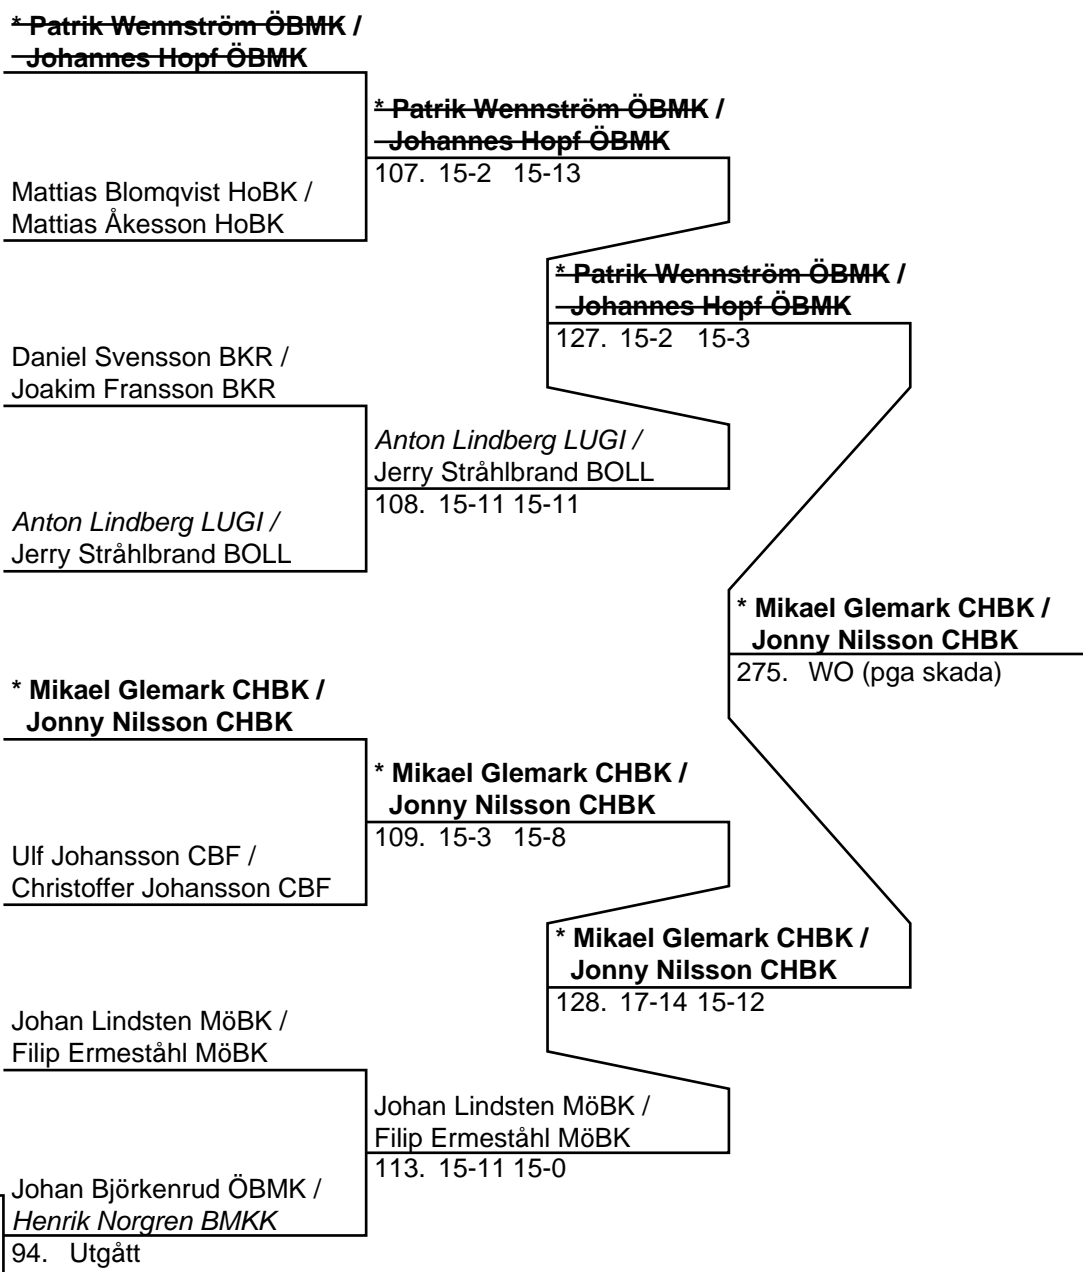 * Patrik Wennström ÖBMK /
Johannes Hopf ÖBMK
* Patrik Wennström ÖBMK /
Johannes Hopf ÖBMK
107. 15-2 15-13
Mattias Blomqvist HoBK /
Mattias Åkesson HoBK
* Patrik Wennström ÖBMK /
Johannes Hopf ÖBMK
127. 15-2 15-3
Daniel Svensson BKR /
Joakim Fransson BKR
Anton Lindberg LUGI /
Jerry Stråhlbrand BOLL
108. 15-11 15-11
Anton Lindberg LUGI /
Jerry Stråhlbrand BOLL
* Mikael Glemark CHBK /
Jonny Nilsson CHBK
275. WO (pga skada)
* Mikael Glemark CHBK /
Jonny Nilsson CHBK
* Mikael Glemark CHBK /
Jonny Nilsson CHBK
109. 15-3 15-8
Ulf Johansson CBF /
Christoffer Johansson CBF
* Mikael Glemark CHBK /
Jonny Nilsson CHBK
128. 17-14 15-12
Johan Lindsten MöBK /
Filip Ermeståhl MöBK
Johan Lindsten MöBK /
Filip Ermeståhl MöBK
113. 15-11 15-0
Johan Björkenrud ÖBMK /
Henrik Norgren BMKK
94. Utgått